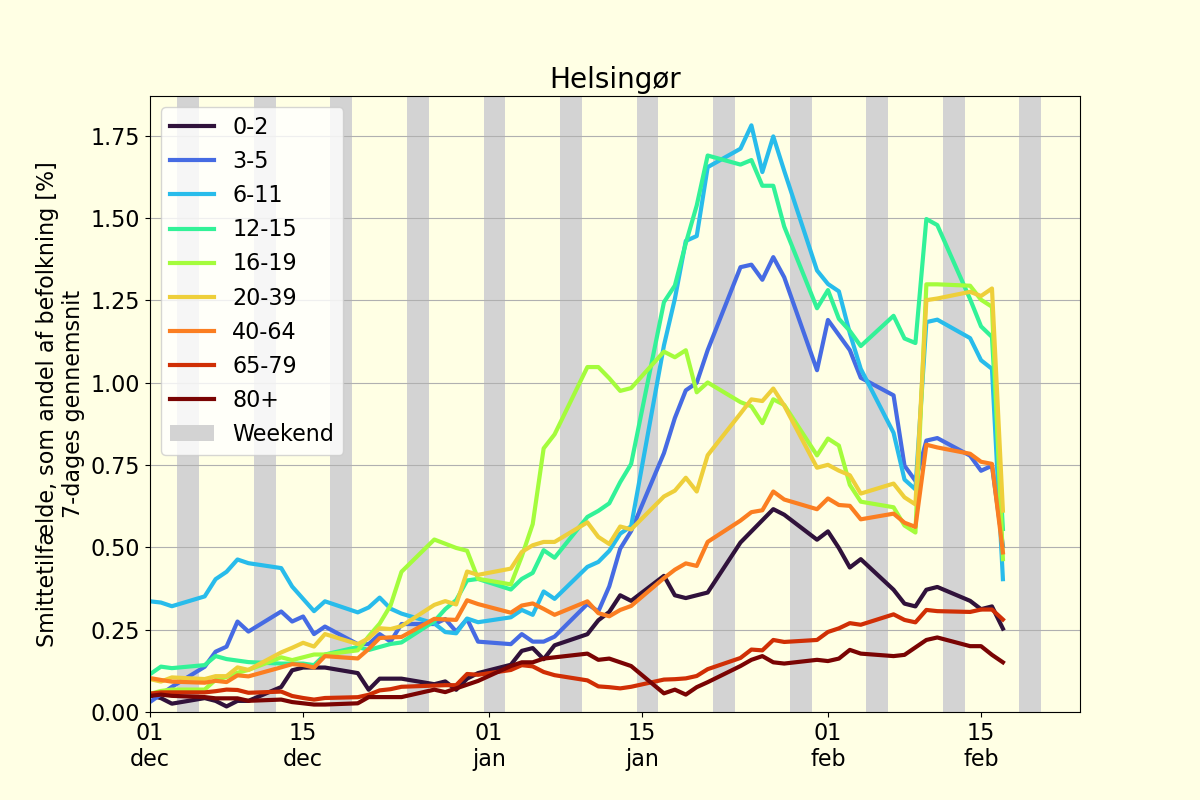 Helsingør
Smittetilfælde, som andel af befolkning [%]
7-dages gennemsnit
1.75
1.50
1.25
1.00
0.75
0.50
0.25
0.00
0-2
3-5
6-11
12-15
16-19
20-39
40-64
65-79
80+
Weekend
01 15 01 15 01 15
dec dec jan jan feb feb